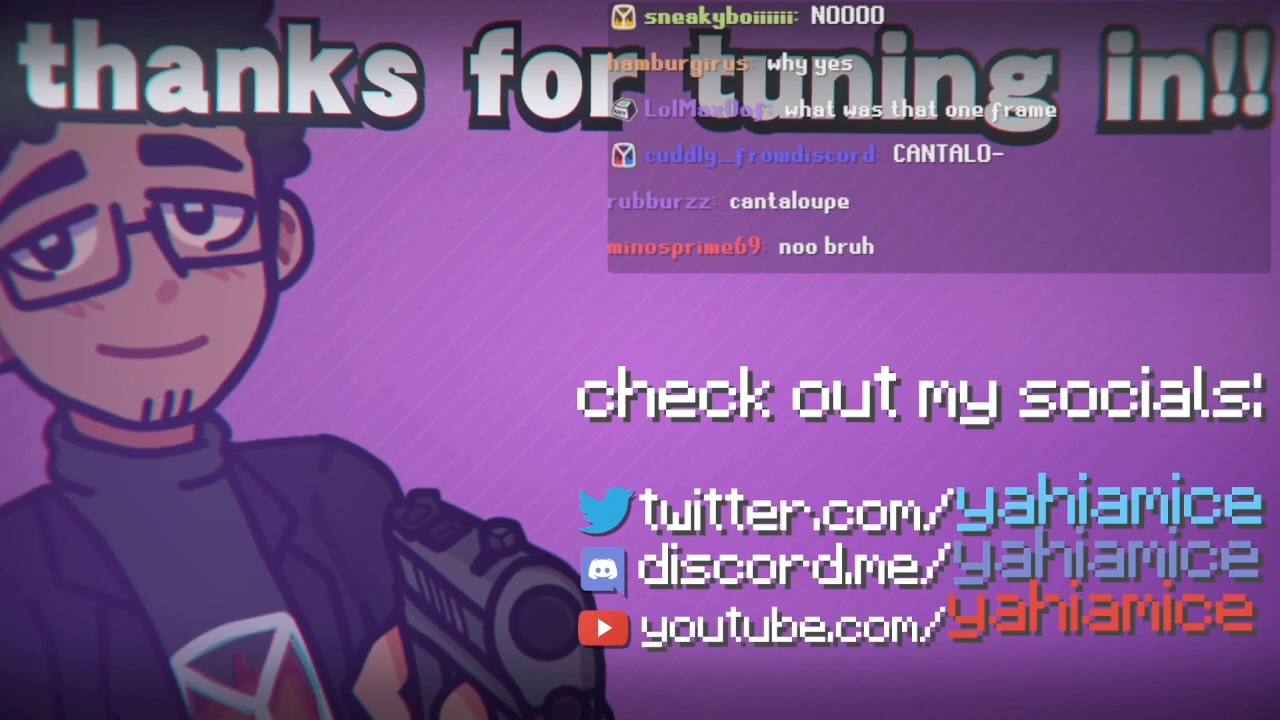 thanks for tuning in!!
sneakyboiiiiii: NOOOO
hamburgirus: why yes
LolMaxOof: what was that one frame
cuddly_fromdiscord: CANTALO-
rubburzz: cantaloupe
minosprime69: noo bruh
check out my socials:
twitter.com/yahiamice
discord.me/yahiamice
youtube.com/yahiamice